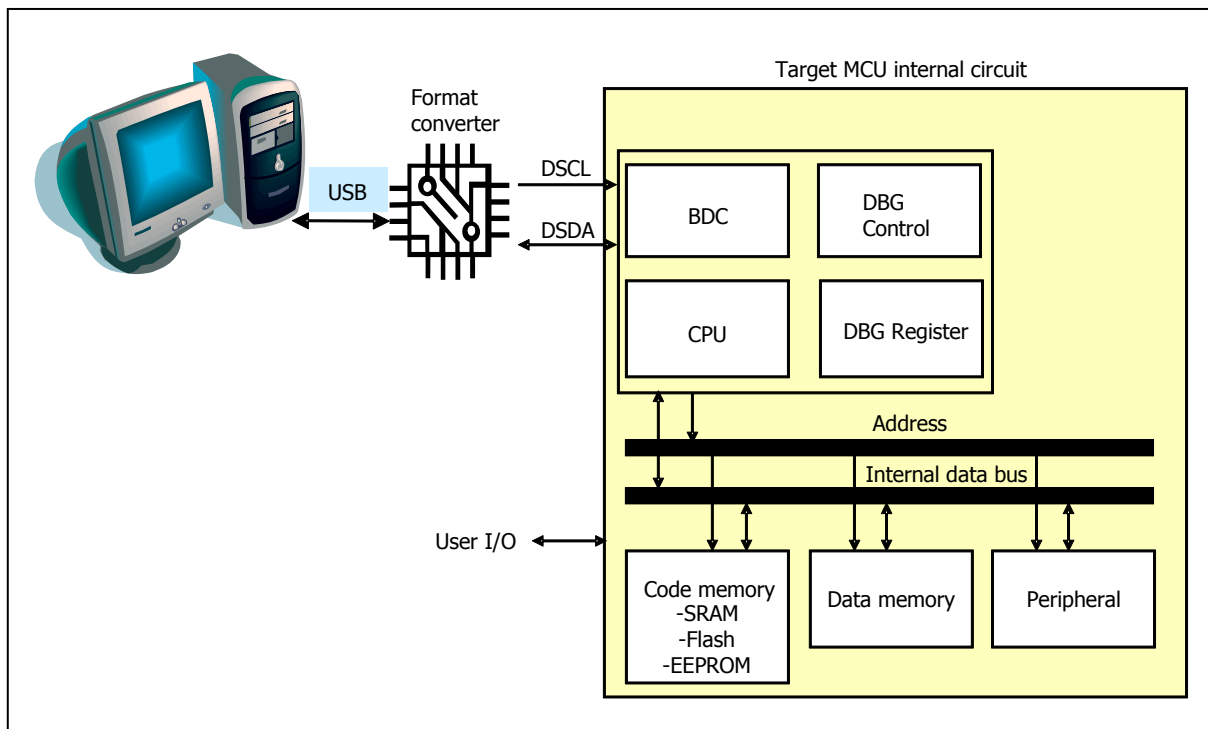 Target MCU internal circuit
Format
converter
USB
DSCL
DSDA
BDC
DBG
Control
CPU
DBG Register
Address
Internal data bus
User I/O
Code memory
-SRAM
-Flash
-EEPROM
Data memory
Peripheral